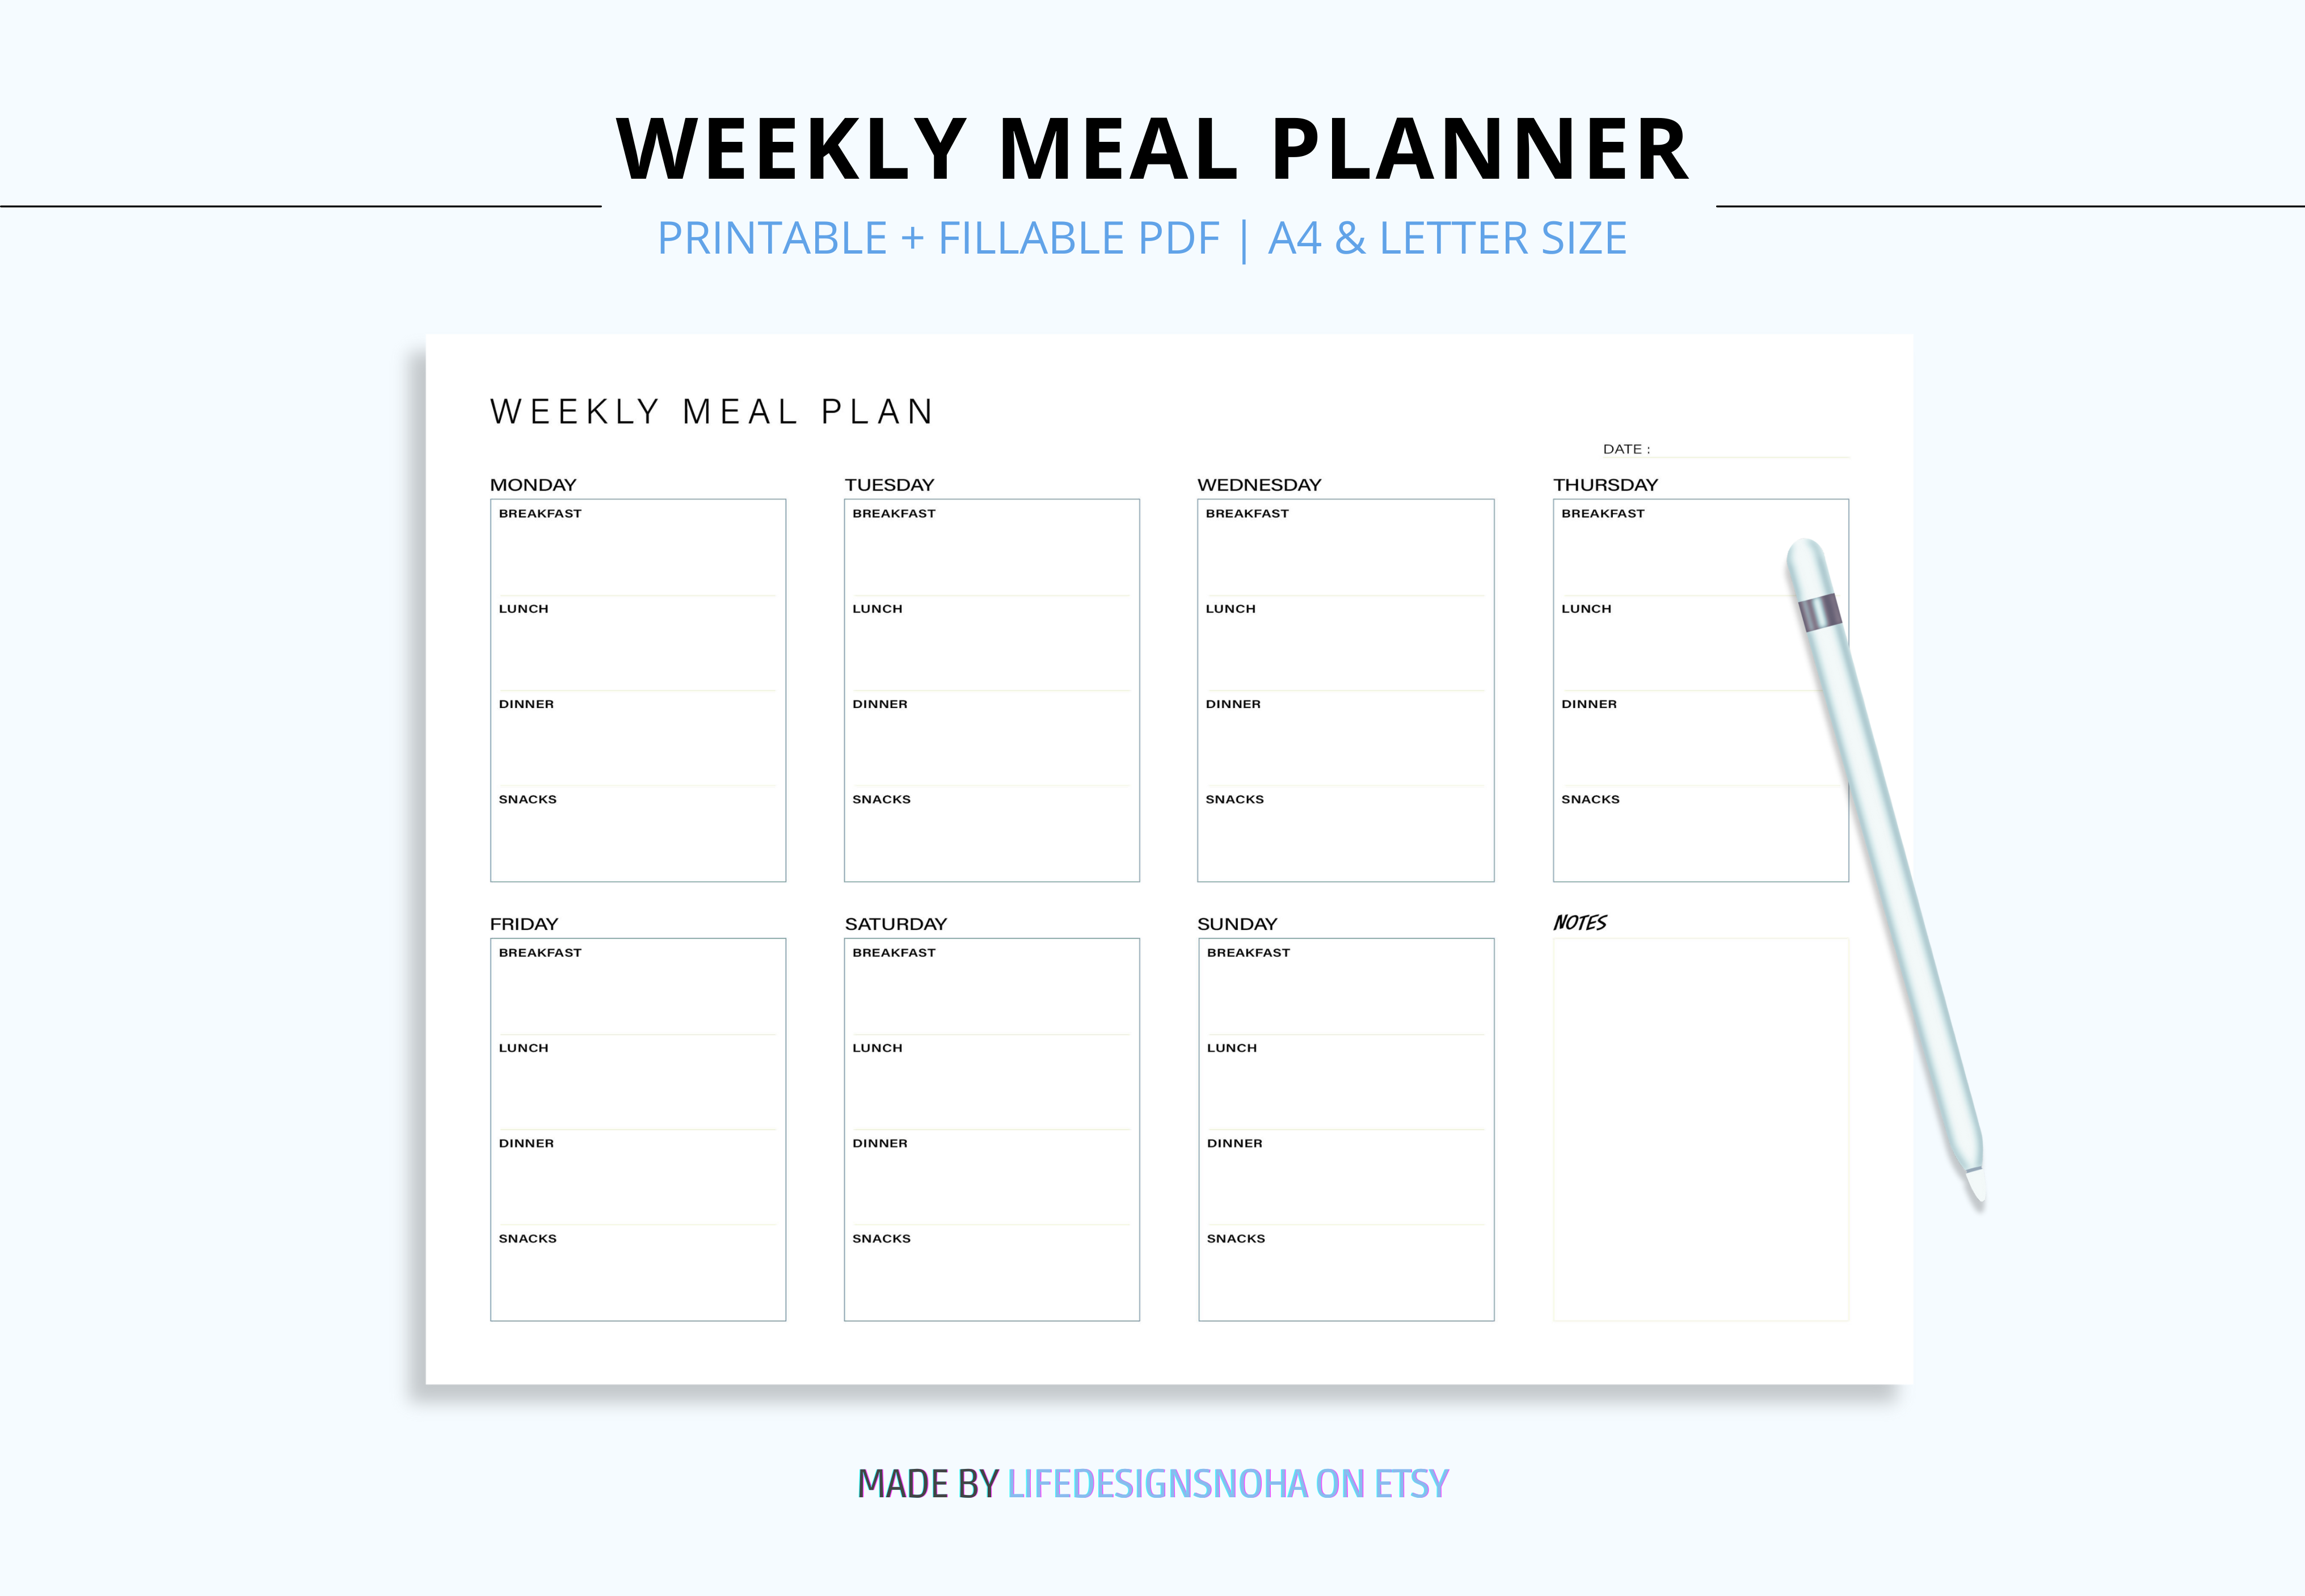 WEEKLY MEAL PLANNER
PRINTABLE + FILLABLE PDF | A4 & LETTER SIZE
WEEKLY MEAL PLAN
DATE :
MONDAY
BREAKFAST
LUNCH
DINNER
SNACKS
TUESDAY
BREAKFAST
LUNCH
DINNER
SNACKS
WEDNESDAY
BREAKFAST
LUNCH
DINNER
SNACKS
THURSDAY
BREAKFAST
LUNCH
DINNER
SNACKS
FRIDAY
BREAKFAST
LUNCH
DINNER
SNACKS
SATURDAY
BREAKFAST
LUNCH
DINNER
SNACKS
SUNDAY
BREAKFAST
LUNCH
DINNER
SNACKS
NOTES
MADE BY LIFEDESIGNSNOHA ON ETSY